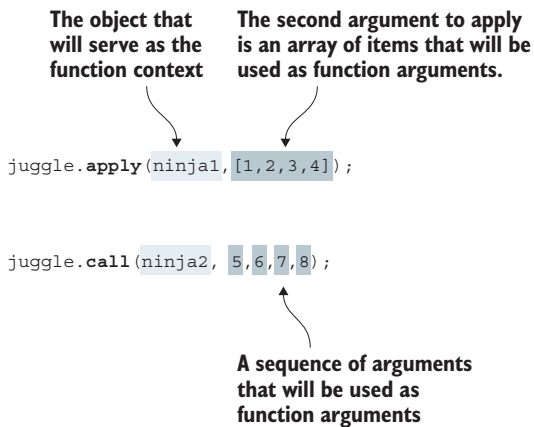 The object that
will serve as the
function context
The second argument to apply
is an array of items that will be
used as function arguments.
juggle.apply(ninja1,[1,2,3,4]);
juggle.call(ninja2, 5,6,7,8);
A sequence of arguments
that will be used as
function arguments